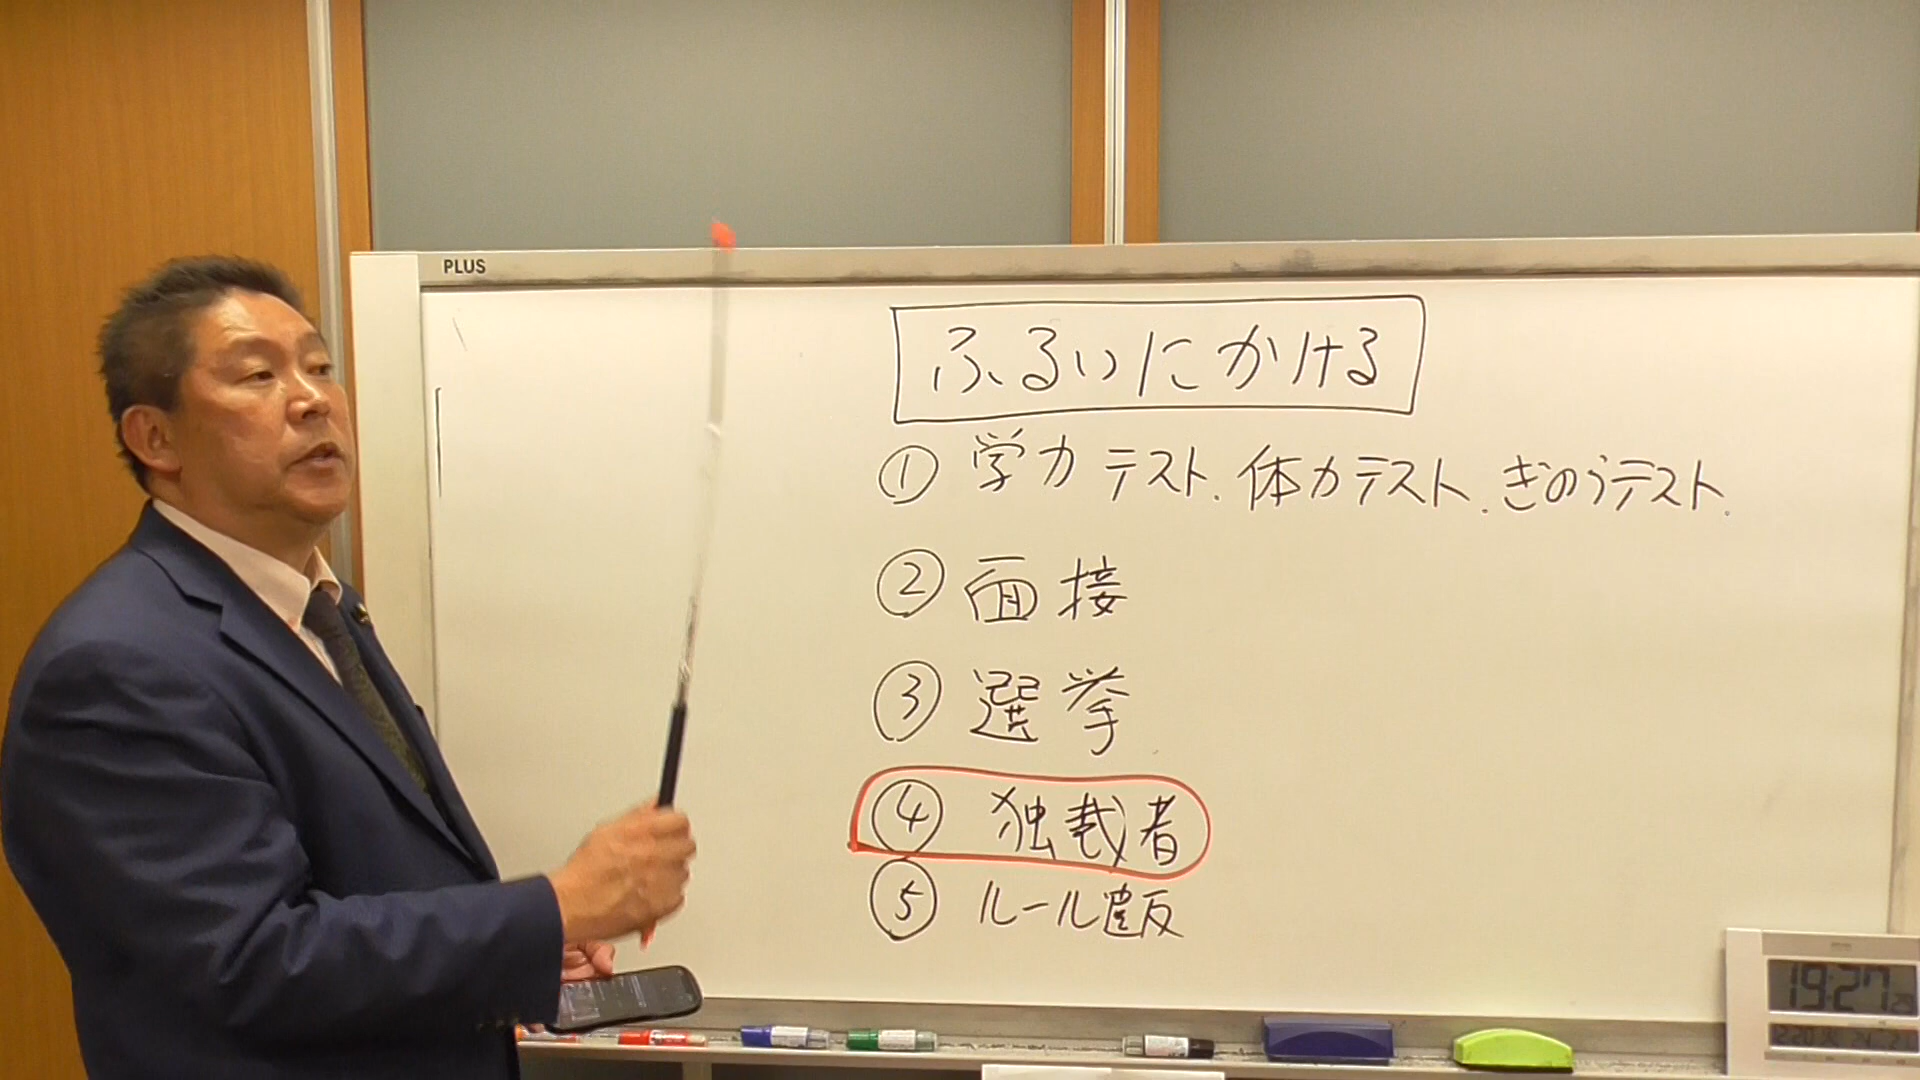 PLUS
ふるいにかける
① 学力テスト.体力テスト.ぎのうテスト.
② 面接
③ 選挙
④ 独裁者
⑤ ルール違反
19:27